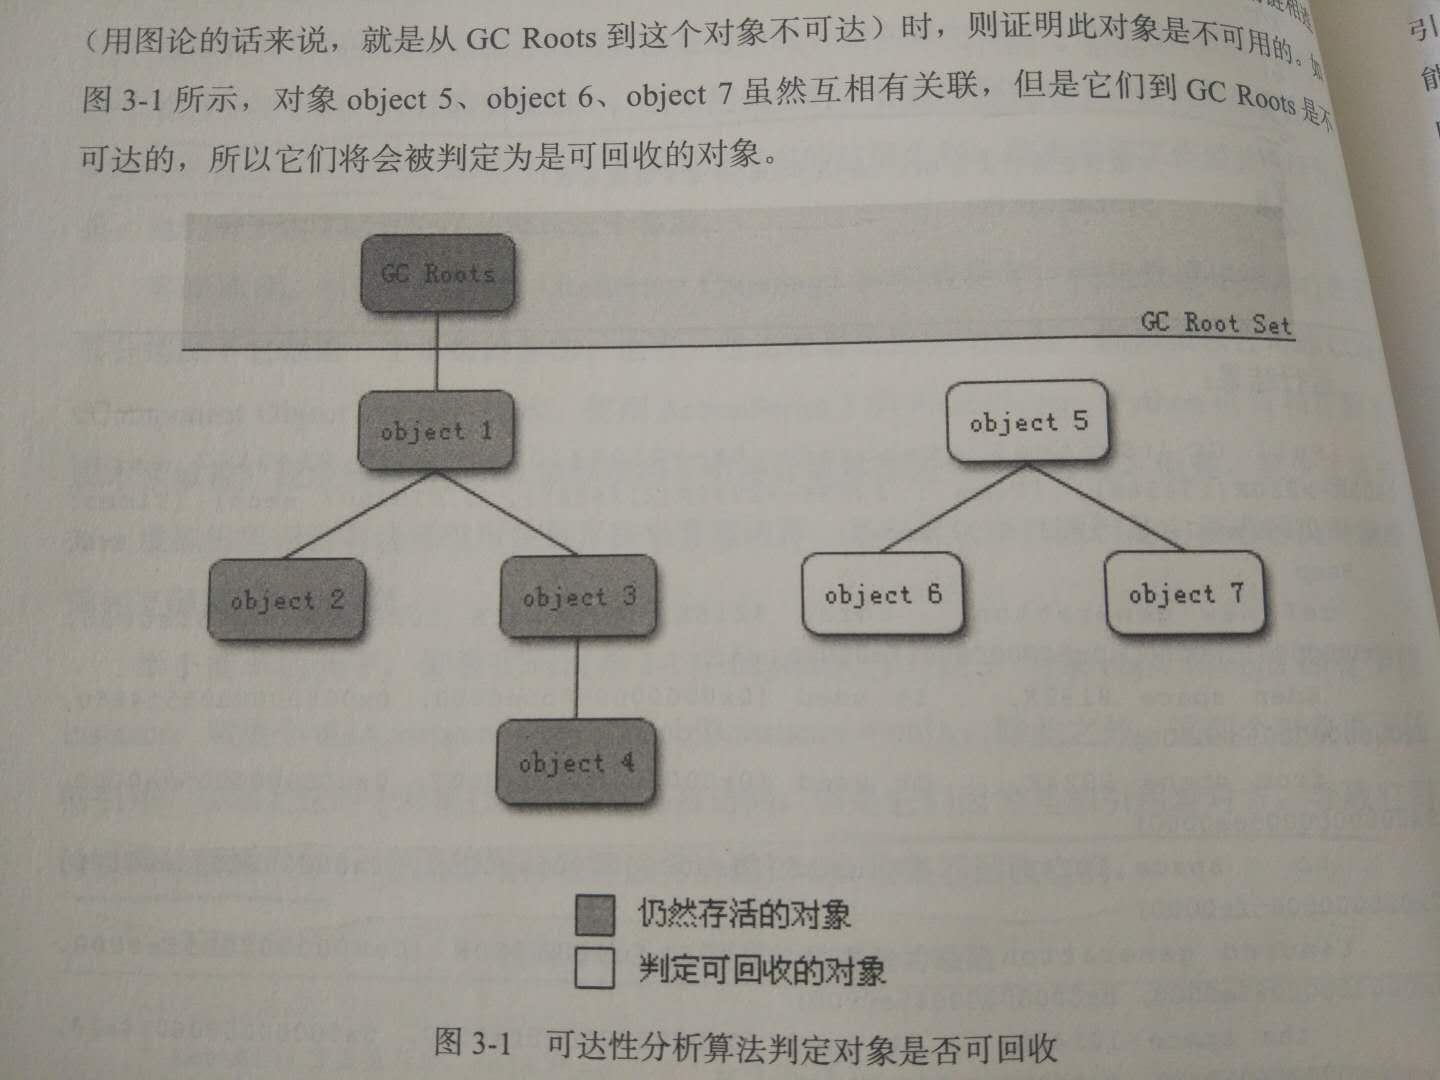 链相连
（用图论的话来说，就是从 GC Roots 到这个对象不可达）时，则证明此对象是不可用的。如
图 3-1 所示，对象 object 5、object 6、object 7 虽然互相有关联，但是它们到 GC Roots 是不
可达的，所以它们将会被判定为是可回收的对象。
引
能
GC Roots
GC Root Set
object 1
object 5
object 2
object 3
object 6
object 7
object 4
仍然存活的对象
判定可回收的对象
图 3-1 可达性分析算法判定对象是否可回收